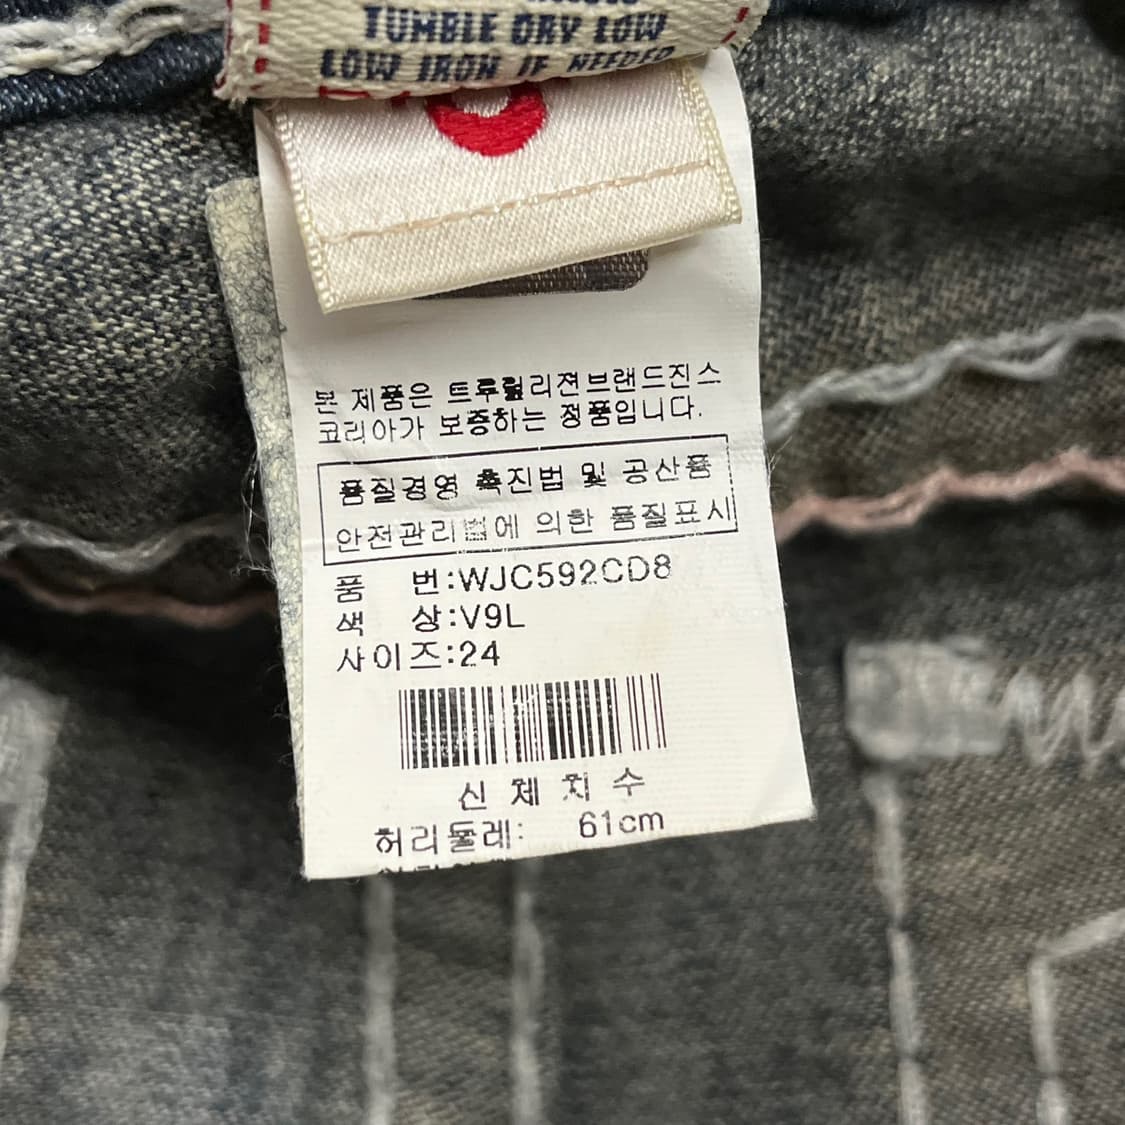 TUMBLE DRY LOW
LOW IRON IF NEEDED
본 제품은 트루릴리젼브랜드진스
코리아가 보증하는 정품입니다.
품질경영 촉진법 및 공산품
안전관리법에 의한 품질표시
품 번:WJC592CD8
색 상:V9L
사이즈:24
신 체 치 수
허리둘레: 61cm